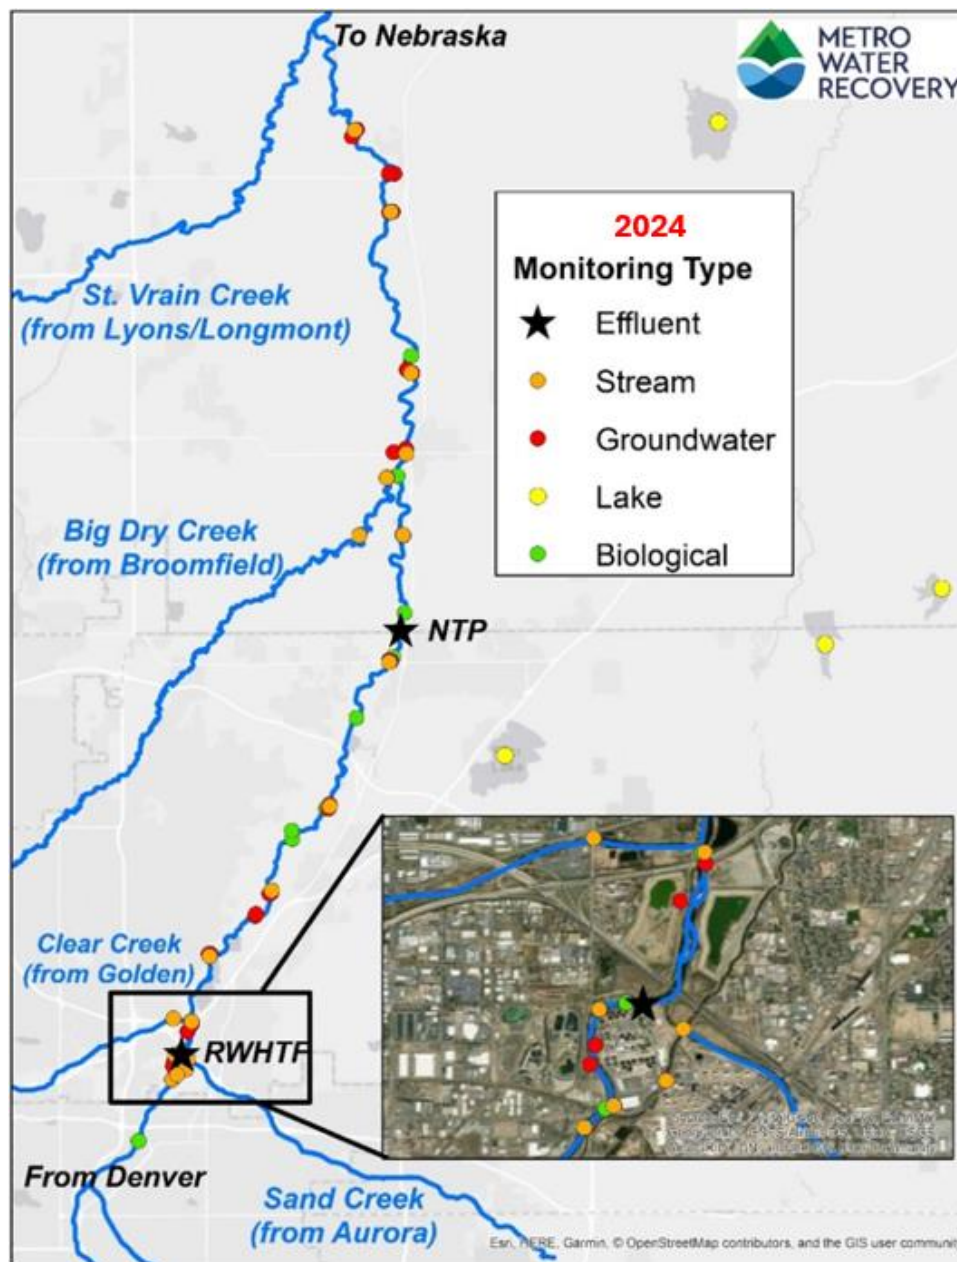 To Nebraska
METRO
WATER
RECOVERY
2024
Monitoring Type
Effluent
Stream
Groundwater
Lake
Biological
St. Vrain Creek
(from Lyons/Longmont)
Big Dry Creek
(from Broomfield)
NTP
Clear Creek
(from Golden)
RWHTF
From Denver
Sand Creek
(from Aurora)
Esri, HERE, Garmin, © OpenStreetMap contributors, and the GIS user community